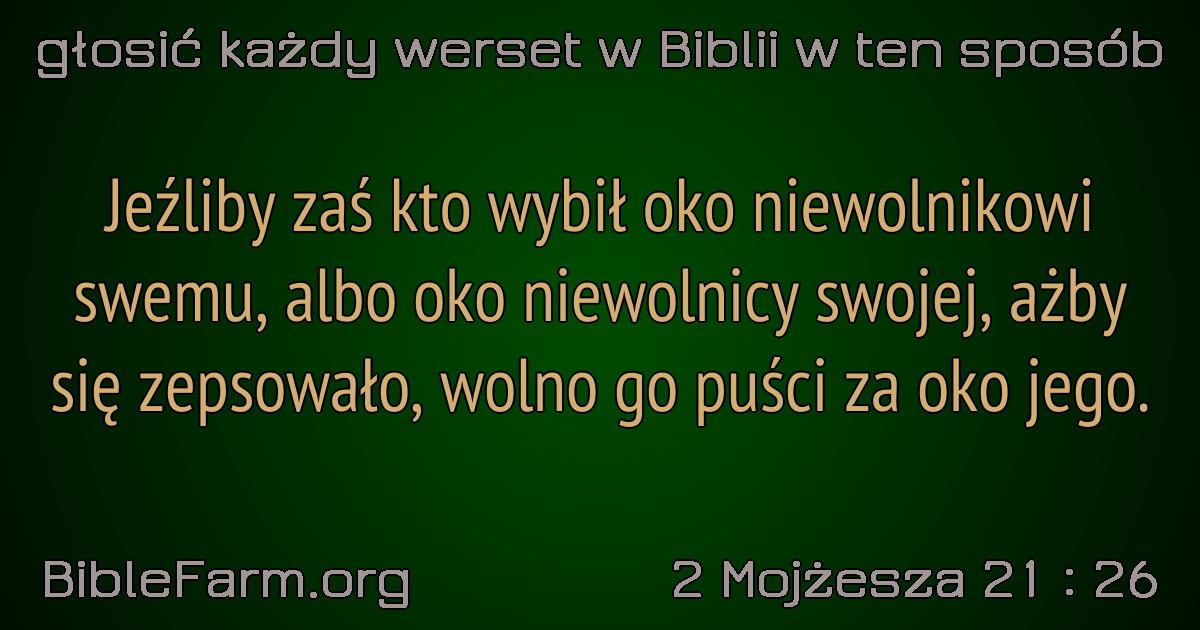 głosić każdy werset w Biblii w ten sposób
Jeźliby zaś kto wybił oko niewolnikowi
swemu, albo oko niewolnicy swojej, ażby
się zepsowało, wolno go puści za oko jego.
BibleFarm.org
2 Mojżesza 21 : 26